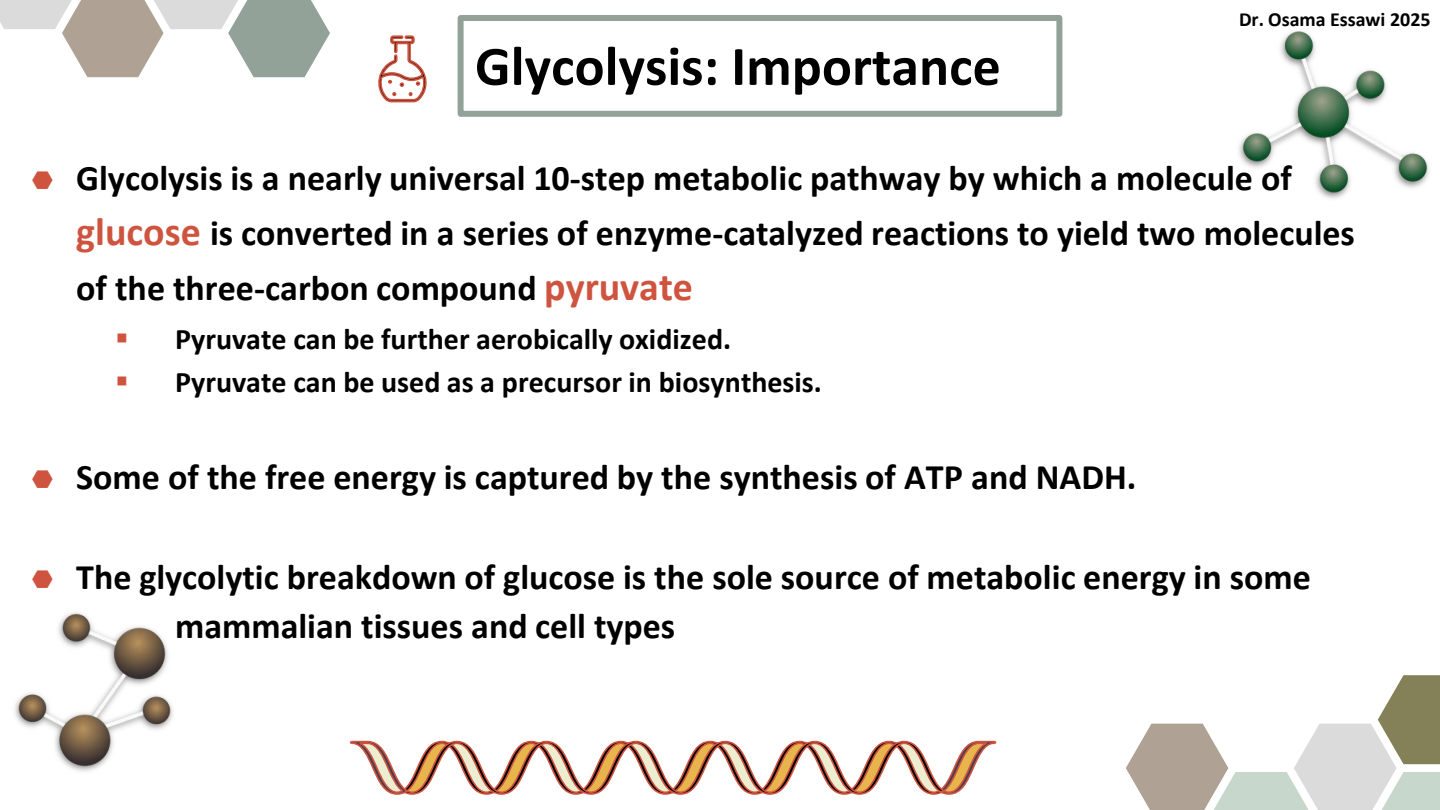 Dr. Osama Essawi 2025
Glycolysis: Importance
Glycolysis is a nearly universal 10-step metabolic pathway by which a molecule of
glucose is converted in a series of enzyme-catalyzed reactions to yield two molecules
of the three-carbon compound pyruvate
Pyruvate can be further aerobically oxidized.
Pyruvate can be used as a precursor in biosynthesis.
Some of the free energy is captured by the synthesis of ATP and NADH.
The glycolytic breakdown of glucose is the sole source of metabolic energy in some
mammalian tissues and cell types